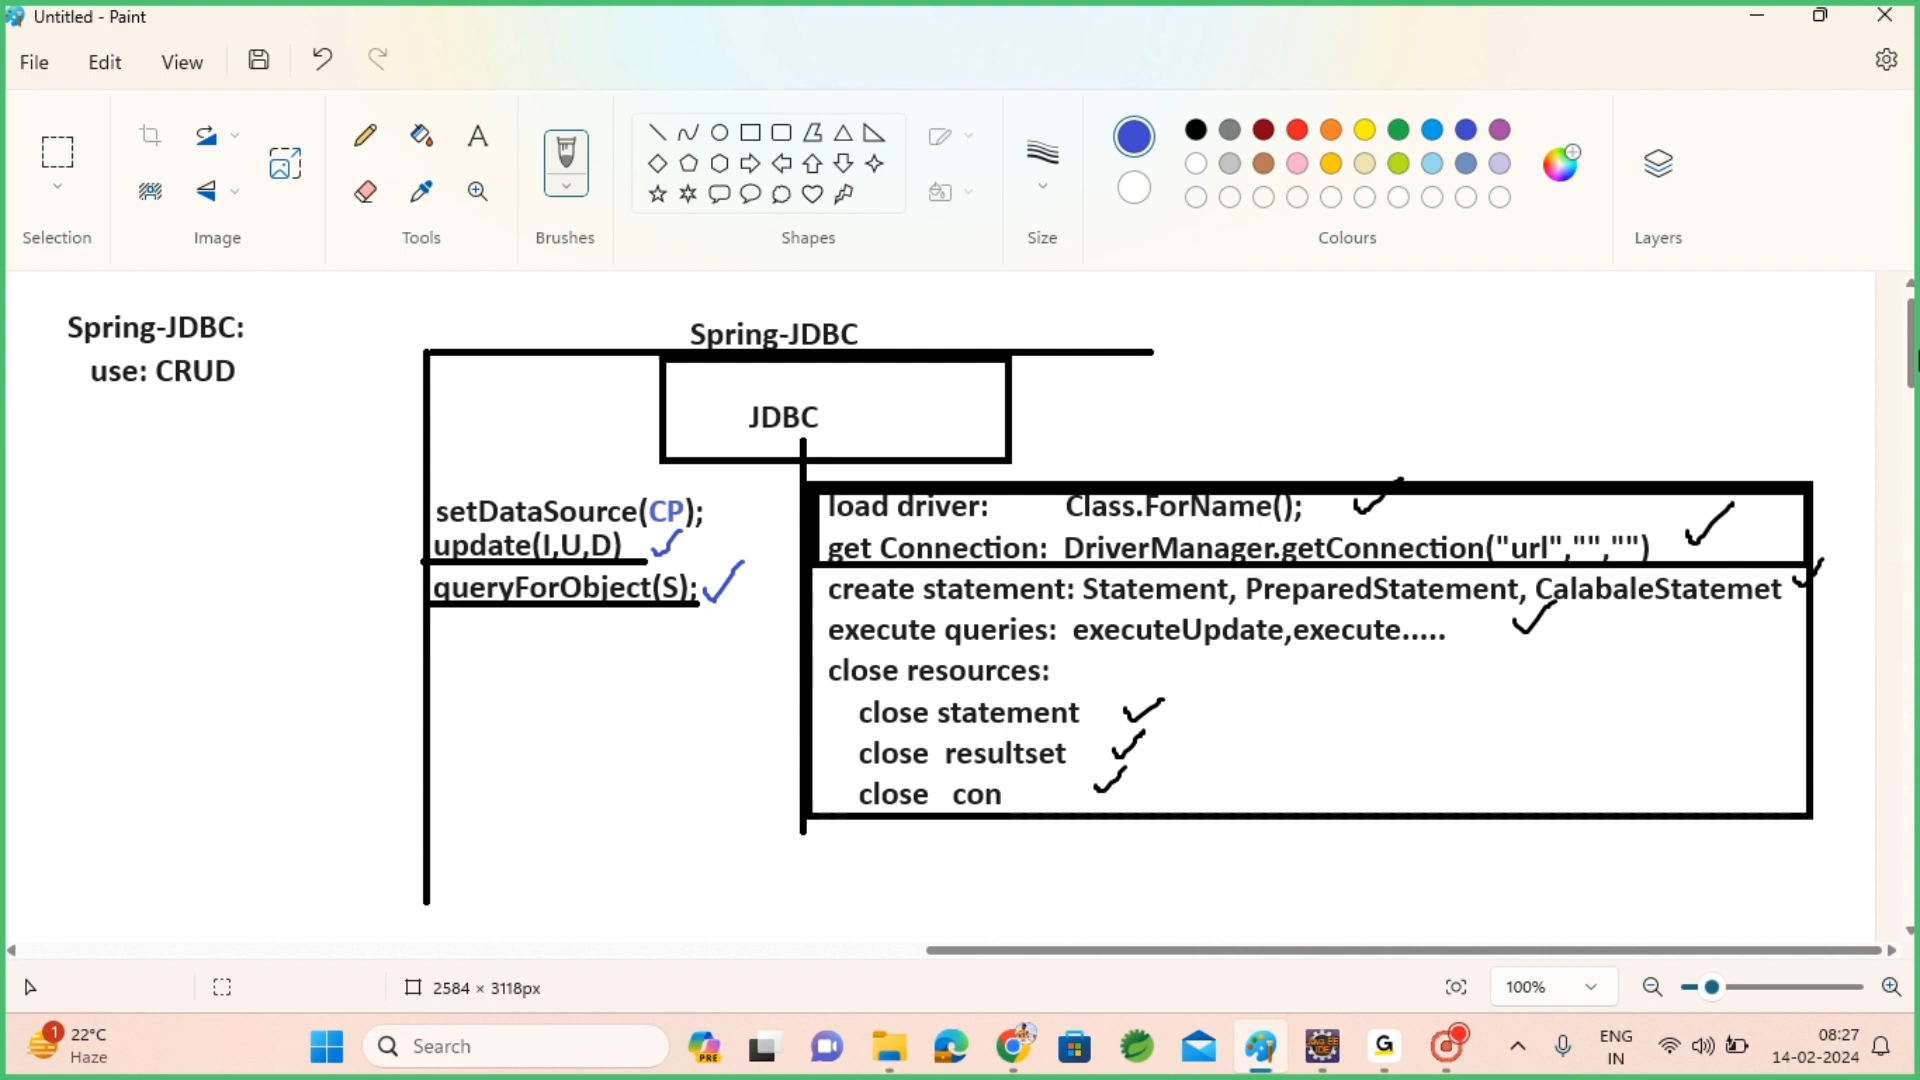 Untitled - Paint
File Edit View
Selection Image Tools Brushes Shapes Size Colours Layers
Spring-JDBC:
use: CRUD
Spring-JDBC
JDBC
setDataSource(CP);
update(I,U,D)
queryForObject(S);
load driver: Class.ForName();
get Connection: DriverManager.getConnection("url","","")
create statement: Statement, PreparedStatement, CalabaleStatemet
execute queries: executeUpdate,execute.....
close resources:
close statement
close resultset
close con
2584 × 3118px
100%
1
22°C
Haze
Search
PRE
ENG
IN
08:27
14-02-2024